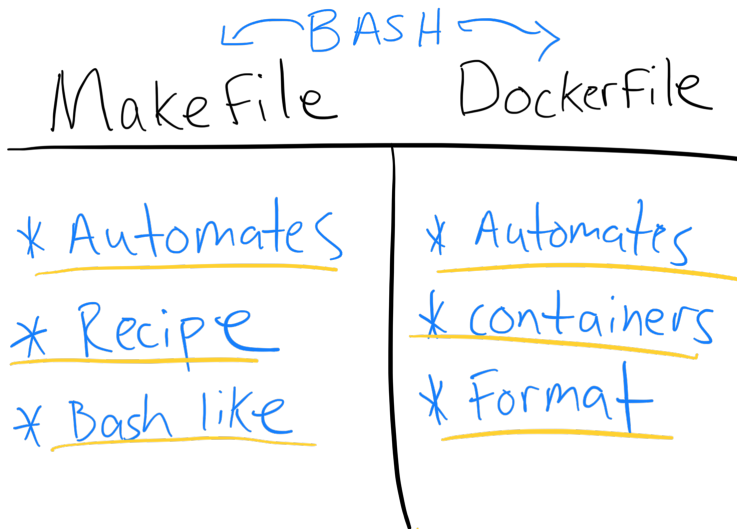 BASH
Makefile Dockerfile
* Automates * Automates
* Recipe * containers
* Bash like * Format